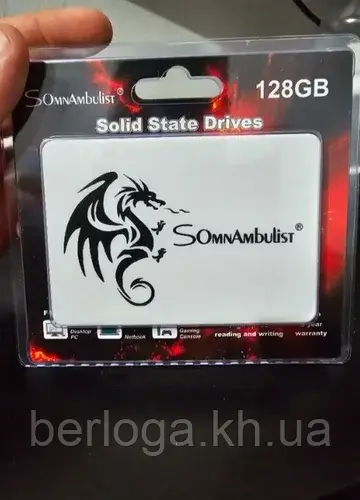 SOMNAMBULIST®
128GB
Solid State Drives
SOMNAMBULIST®
Desktop Netbook Gaming reading and writing year
PC Console warranty
berloga.kh.ua